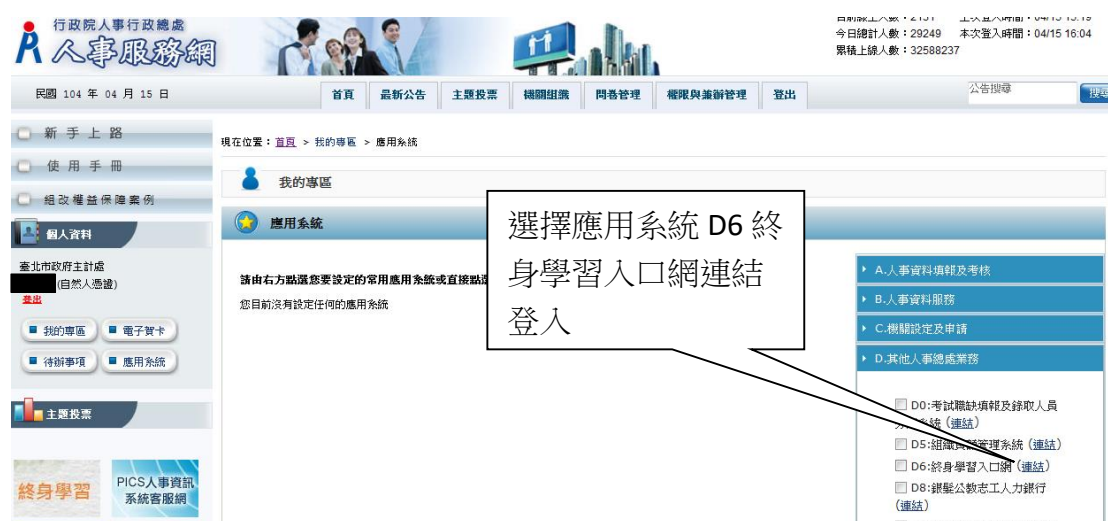 行政院人事行政總處
人事服務網
今日總計人數：29249 本次登入時間：04/15 16:04
累積上線人數：32588237
民國 104 年 04 月 15 日
首頁 最新公告 主題投票 機關組織 問卷管理 權限與兼辦管理 登出
公告搜尋
搜尋
新 手 上 路
使 用 手 冊
組改權益保障案例
個人資料
臺北市政府主計處
(自然人憑證)
登出
我的專區 電子賀卡
待辦事項 應用系統
主題投票
終身學習
PICS人事資訊
系統客服網
現在位置：首頁 > 我的專區 > 應用系統
我的專區
應用系統
請由右方點選您要設定的常用應用系統或直接點選
您目前沒有設定任何的應用系統
選擇應用系統 D6 終
身學習入口網連結
登入
A.人事資料填報及考核
B.人事資料服務
C.機關設定及申請
D.其他人事總處業務
D0:考試職缺填報及錄取人員
系統 (連結)
D5:組織員額管理系統 (連結)
D6:終身學習入口網 (連結)
D8:銀髮公教志工人力銀行
(連結)